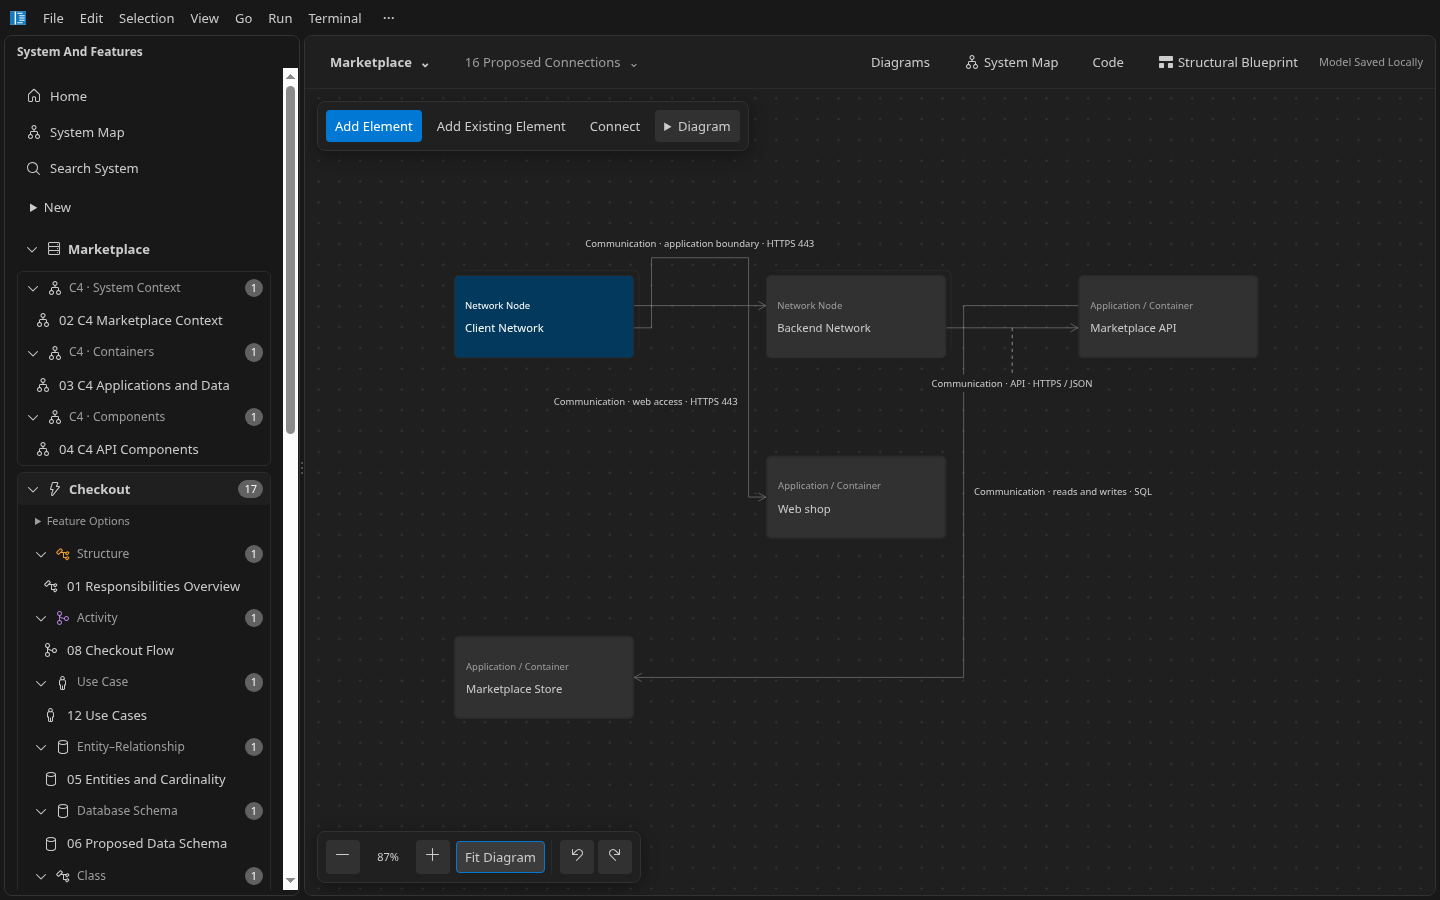 File Edit Selection View Go Run Terminal ···
System And Features
Home
System Map
Search System
New
Marketplace
C4 · System Context 1
02 C4 Marketplace Context
C4 · Containers 1
03 C4 Applications and Data
C4 · Components 1
04 C4 API Components
Checkout 17
Feature Options
Structure 1
01 Responsibilities Overview
Activity 1
08 Checkout Flow
Use Case 1
12 Use Cases
Entity–Relationship 1
05 Entities and Cardinality
Database Schema 1
06 Proposed Data Schema
Class 1
Marketplace 16 Proposed Connections Diagrams System Map Code Structural Blueprint Model Saved Locally
Add Element Add Existing Element Connect Diagram
Communication · application boundary · HTTPS 443
Network Node
Client Network
Network Node
Backend Network
Application / Container
Marketplace API
Communication · API · HTTPS / JSON
Communication · web access · HTTPS 443
Application / Container
Web shop
Communication · reads and writes · SQL
Application / Container
Marketplace Store
87% Fit Diagram